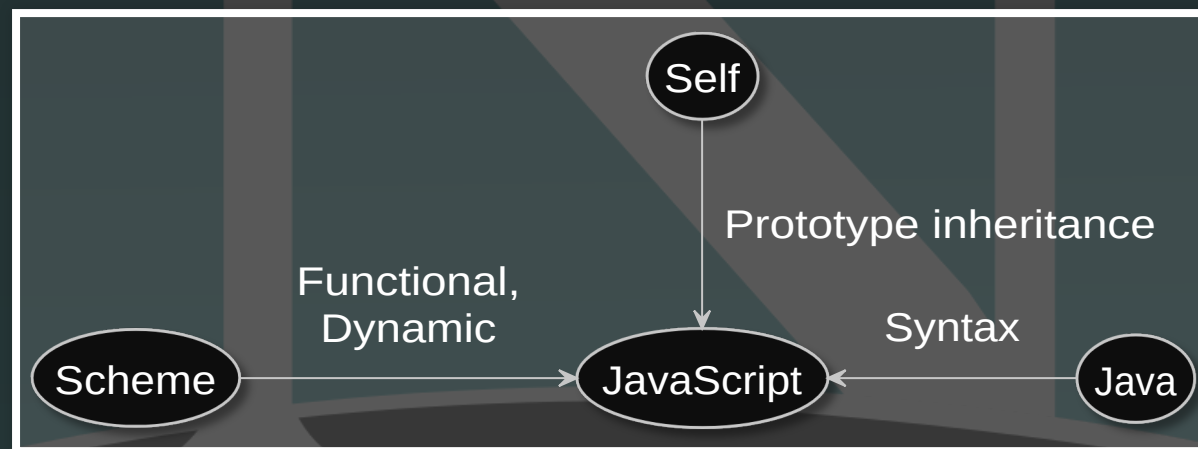 Self
Prototype inheritance
Functional,
Dynamic
Syntax
Scheme
JavaScript
Java